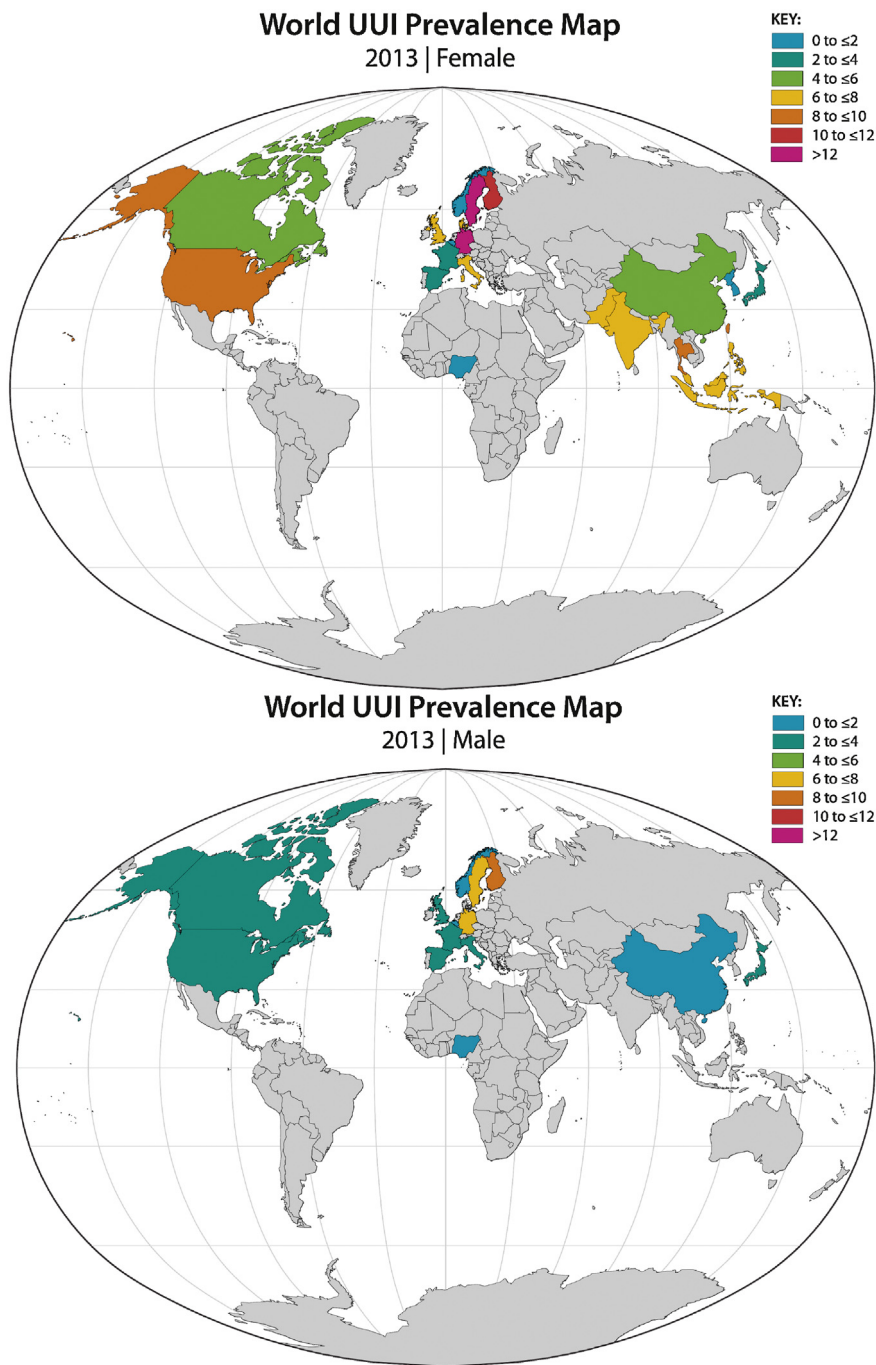 World UUI Prevalence Map
2013 | Female
KEY:
0 to ≤2
2 to ≤4
4 to ≤6
6 to ≤8
8 to ≤10
10 to ≤12
>12
World UUI Prevalence Map
2013 | Male
KEY:
0 to ≤2
2 to ≤4
4 to ≤6
6 to ≤8
8 to ≤10
10 to ≤12
>12